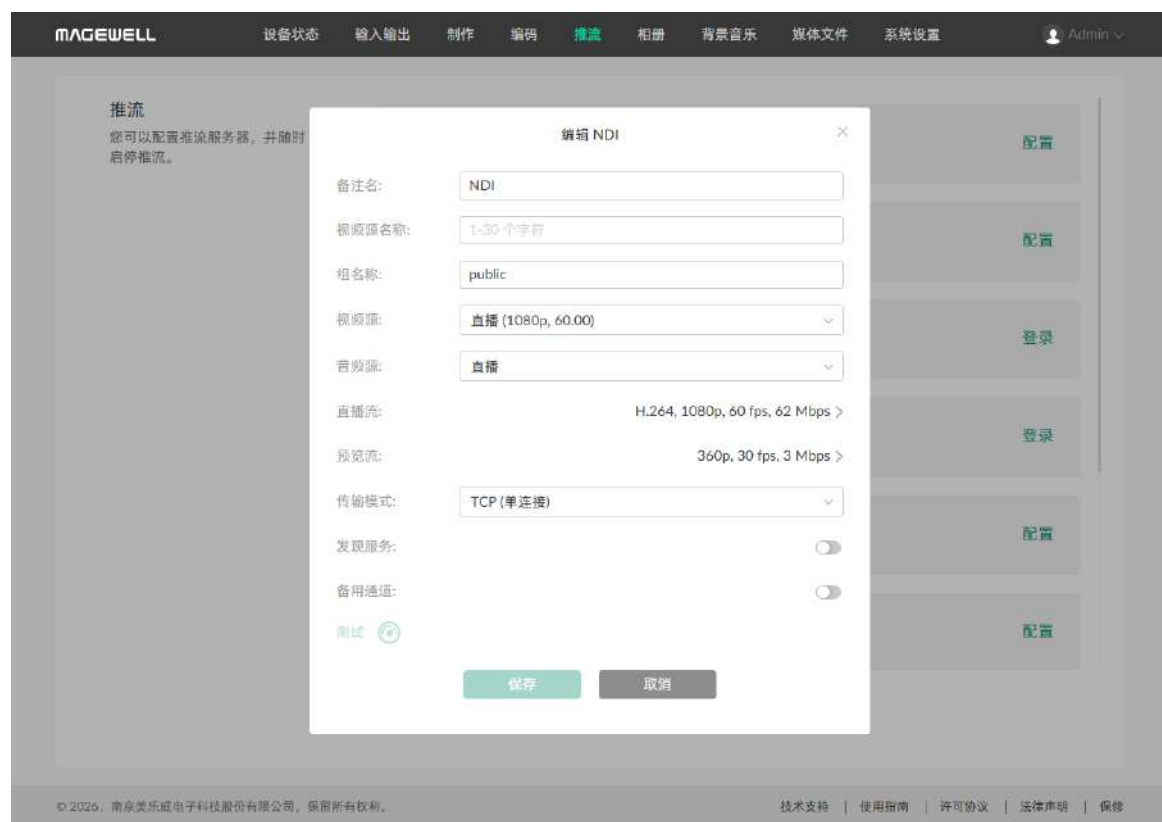 MAGEWELL 设备状态 输入输出 制作 编码 推流 相册 背景音乐 媒体文件 系统设置 Admin
推流
您可以配置推流服务器，并随时
启停推流。
配置
配置
登录
登录
配置
配置
编辑 NDI
备注名: NDI
视频源名称: 1-30 个字符
组名称: public
视频源: 直播 (1080p, 60.00)
音频源: 直播
直播流: H.264, 1080p, 60 fps, 62 Mbps >
预览流: 360p, 30 fps, 3 Mbps >
传输模式: TCP (单连接)
发现服务:
备用通道:
测试
保存 取消
© 2026，南京美乐威电子科技股份有限公司，保留所有权利。 技术支持 | 使用指南 | 许可协议 | 法律声明 | 保修